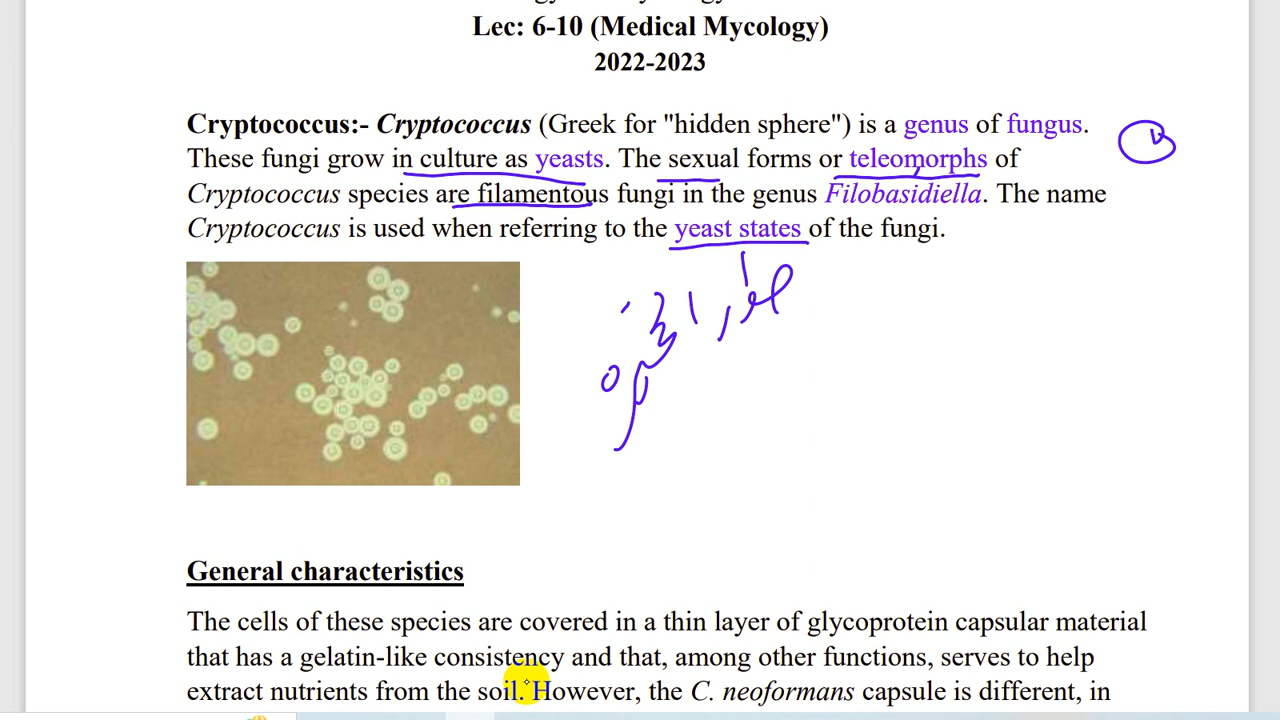 Lec: 6-10 (Medical Mycology)
2022-2023
Cryptococcus:- Cryptococcus (Greek for "hidden sphere") is a genus of fungus.
These fungi grow in culture as yeasts. The sexual forms or teleomorphs of
Cryptococcus species are filamentous fungi in the genus Filobasidiella. The name
Cryptococcus is used when referring to the yeast states of the fungi.
General characteristics
The cells of these species are covered in a thin layer of glycoprotein capsular material
that has a gelatin-like consistency and that, among other functions, serves to help
extract nutrients from the soil. However, the C. neoformans capsule is different, in